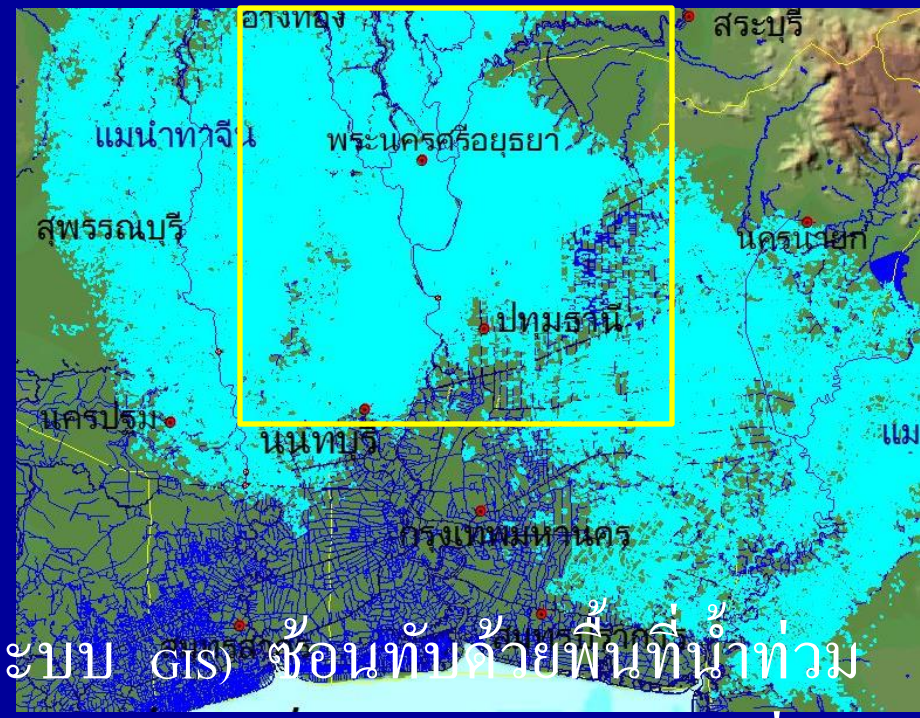 อ่างทอง
สระบุรี
แม่น้ำท่าจีน
พระนครศรีอยุธยา
สุพรรณบุรี
นครนายก
ปทุมธานี
นครปฐม
นนทบุรี
แม
กรุงเทพมหานคร
ะบบ GIS) ซ้อนทับด้วยพื้นที่น้ำท่วม